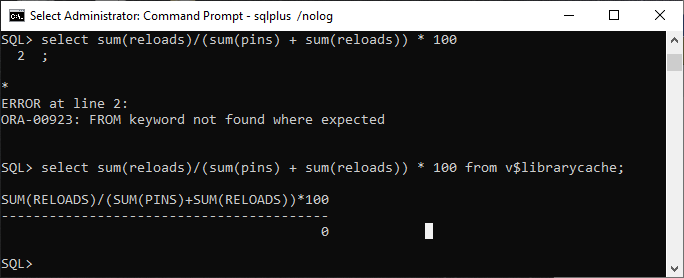 Select Administrator: Command Prompt - sqlplus  /nolog
SQL> select sum(reloads)/(sum(pins) + sum(reloads)) * 100
  2  ;

*
ERROR at line 2:
ORA-00923: FROM keyword not found where expected

SQL> select sum(reloads)/(sum(pins) + sum(reloads)) * 100 from v$librarycache;

SUM(RELOADS)/(SUM(PINS)+SUM(RELOADS))*100
-----------------------------------------
                                        0

SQL>